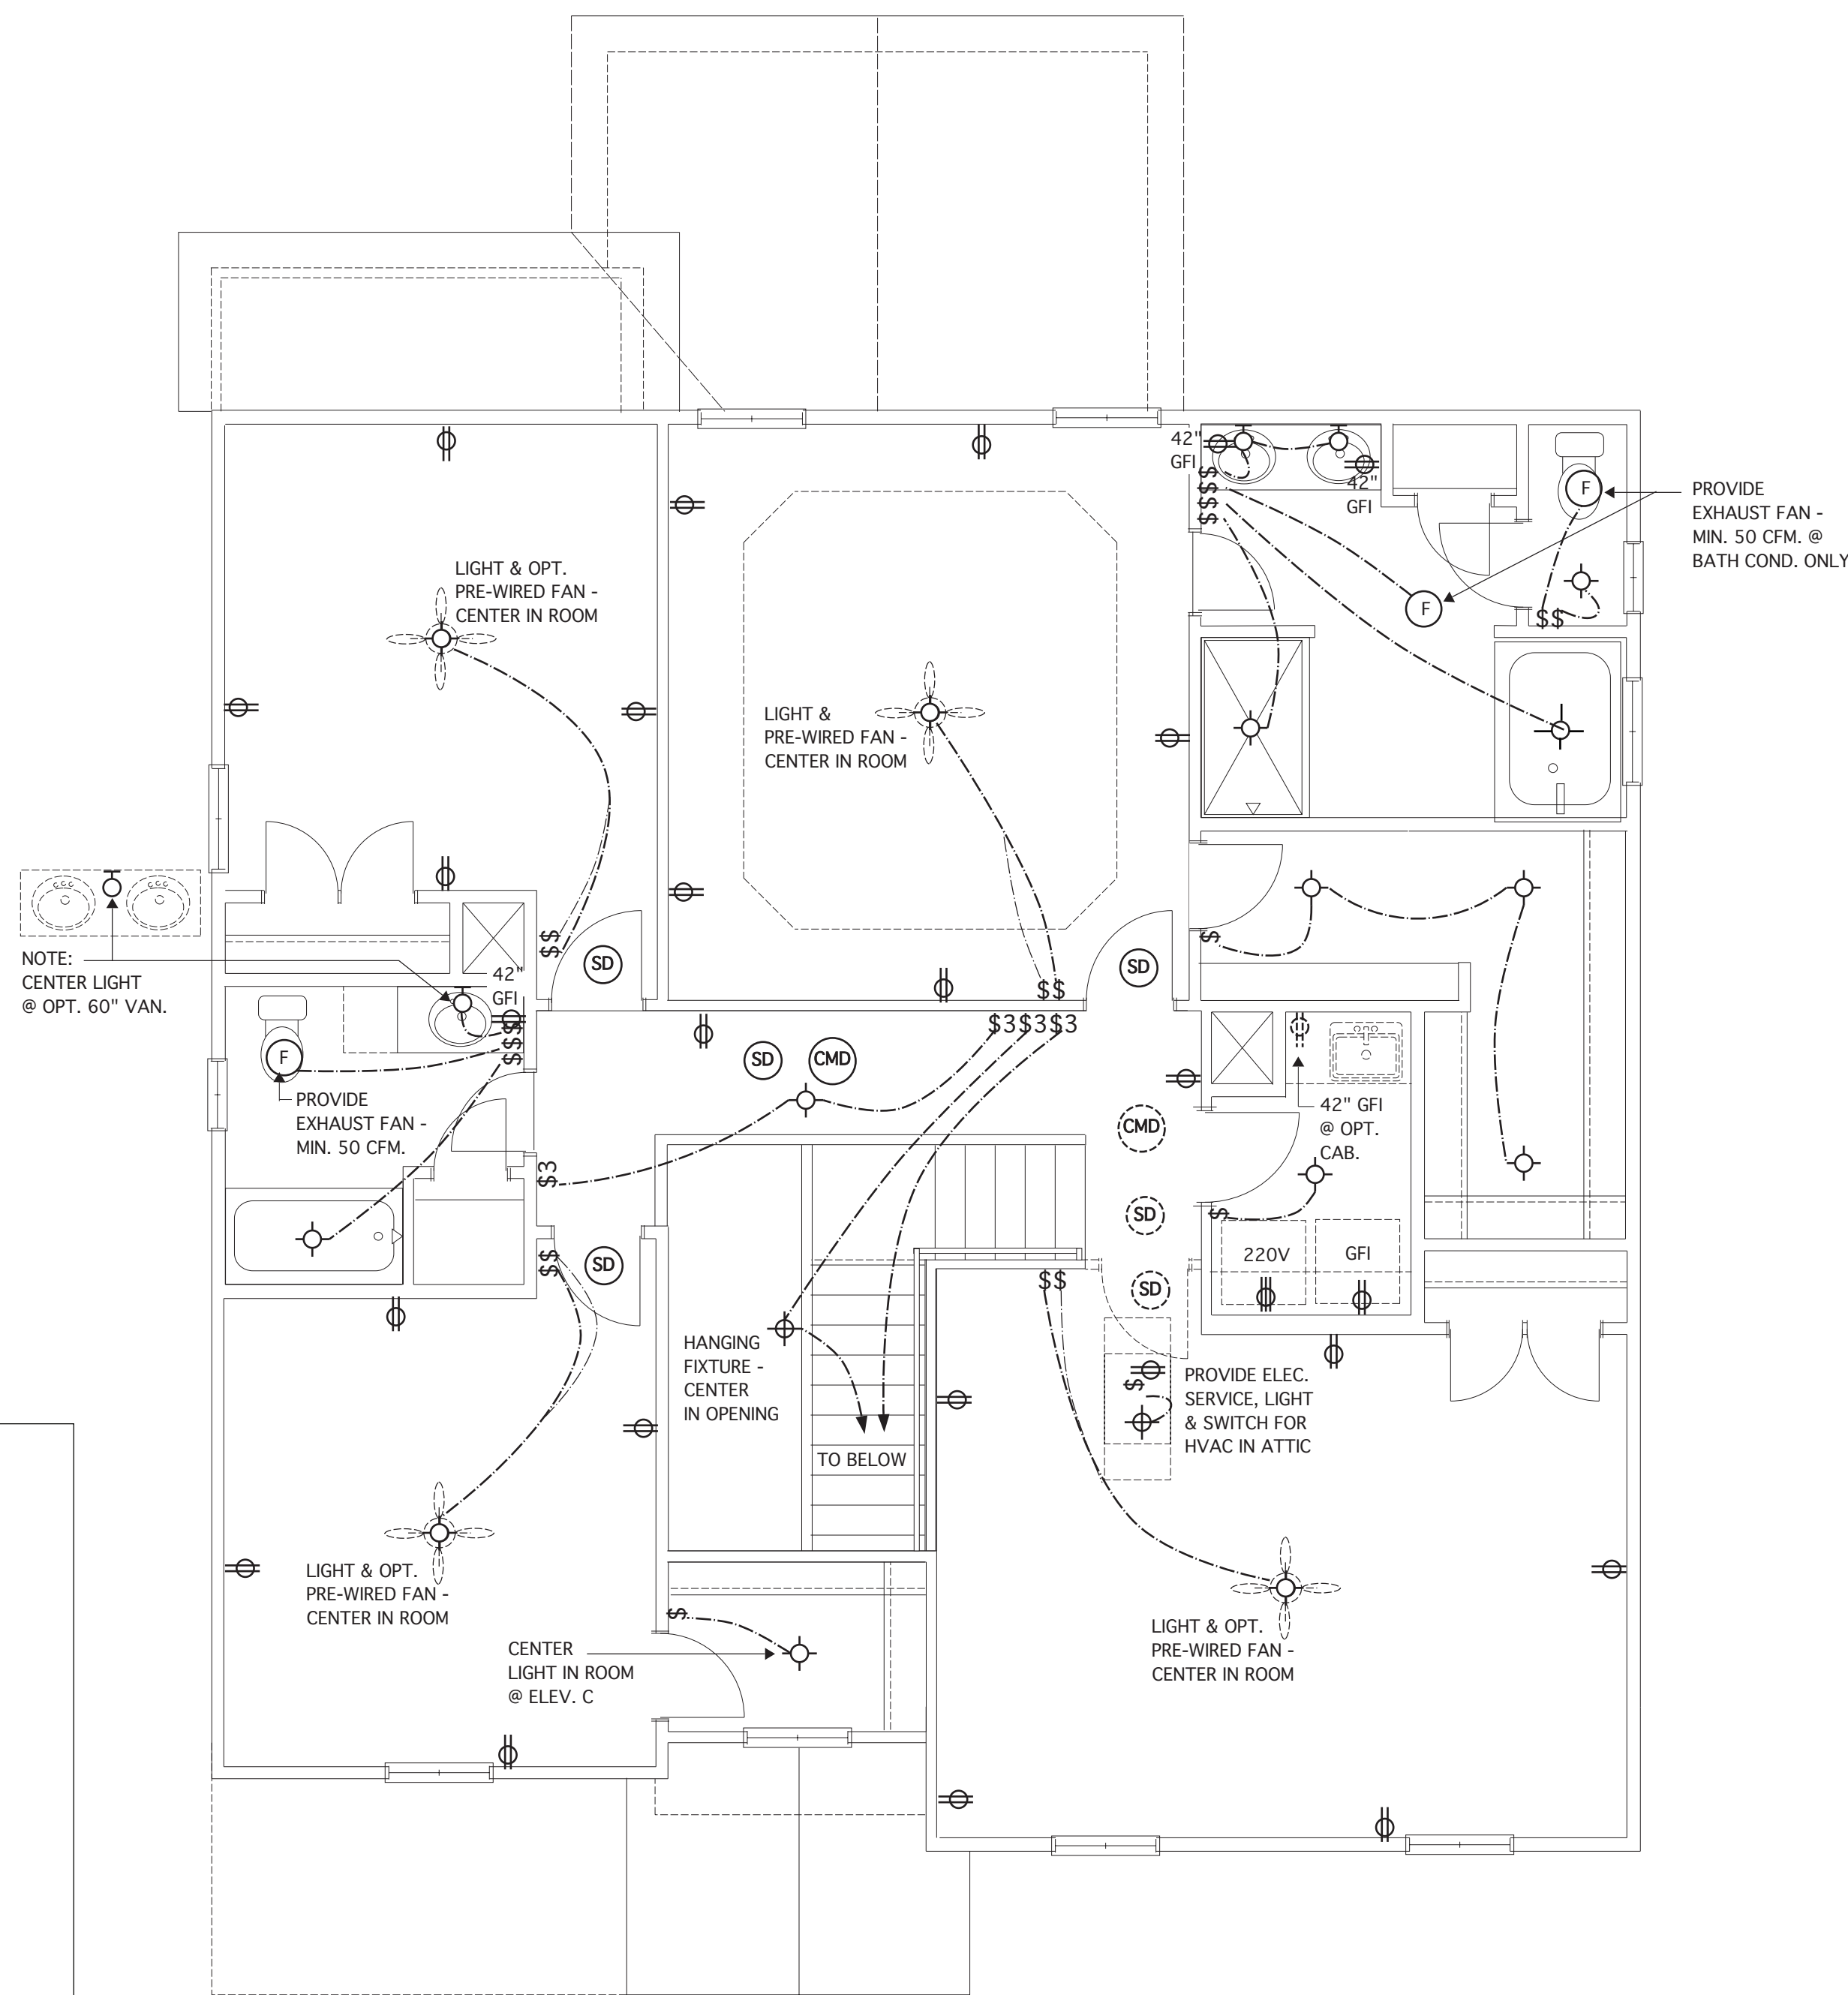 42"
GFI
42"
GFI
F
PROVIDE
EXHAUST FAN -
MIN. 50 CFM. @
BATH COND. ONLY
$
$
$
$
LIGHT & OPT.
PRE-WIRED FAN -
CENTER IN ROOM
F
$$
LIGHT &
PRE-WIRED FAN -
CENTER IN ROOM
$
$
SD
SD
$
NOTE:
CENTER LIGHT
@ OPT. 60" VAN.
42"
GFI
$$
$3$3$3
$
$
$
F
SD
CMD
PROVIDE
EXHAUST FAN -
MIN. 50 CFM.
CMD
42" GFI
@ OPT.
CAB.
$3
SD
$
$
$
SD
220V
GFI
$$
SD
HANGING
FIXTURE -
CENTER
IN OPENING
$
PROVIDE ELEC.
SERVICE, LIGHT
& SWITCH FOR
HVAC IN ATTIC
TO BELOW
LIGHT & OPT.
PRE-WIRED FAN -
CENTER IN ROOM
$
CENTER
LIGHT IN ROOM
@ ELEV. C
LIGHT & OPT.
PRE-WIRED FAN -
CENTER IN ROOM